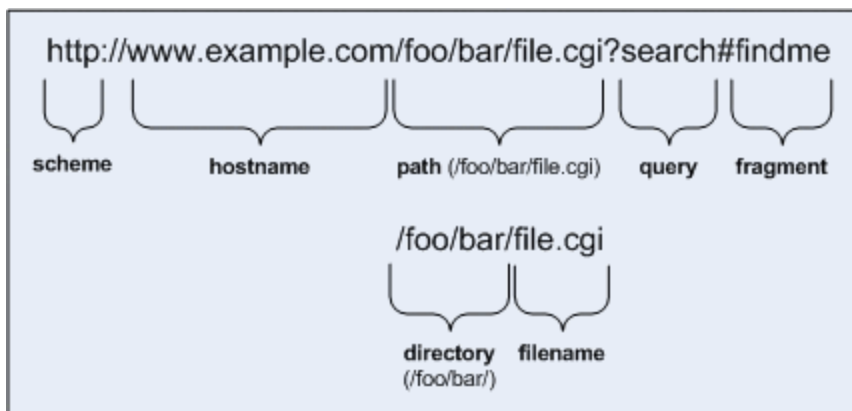 http://www.example.com/foo/bar/file.cgi?search#findme
scheme hostname path (/foo/bar/file.cgi) query fragment
/foo/bar/file.cgi
directory filename
(/foo/bar/)